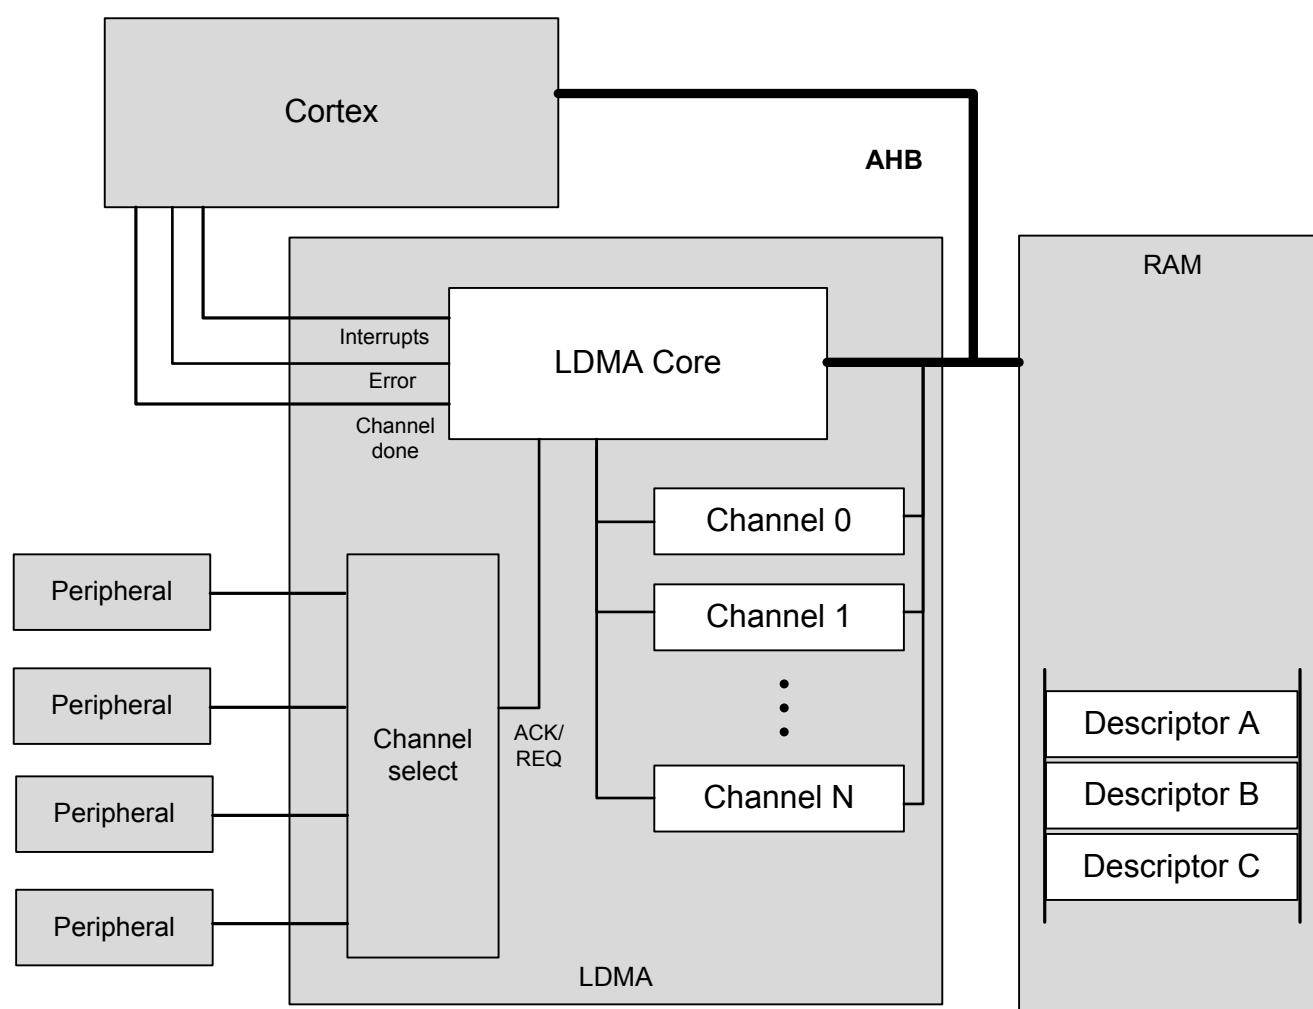 Cortex
AHB
RAM
Interrupts
LDMA Core
Error
Channel
done
Channel 0
Peripheral
Channel 1
Peripheral
ACK/
REQ
Channel
select
Descriptor A
Channel N
Descriptor B
Peripheral
Descriptor C
Peripheral
LDMA